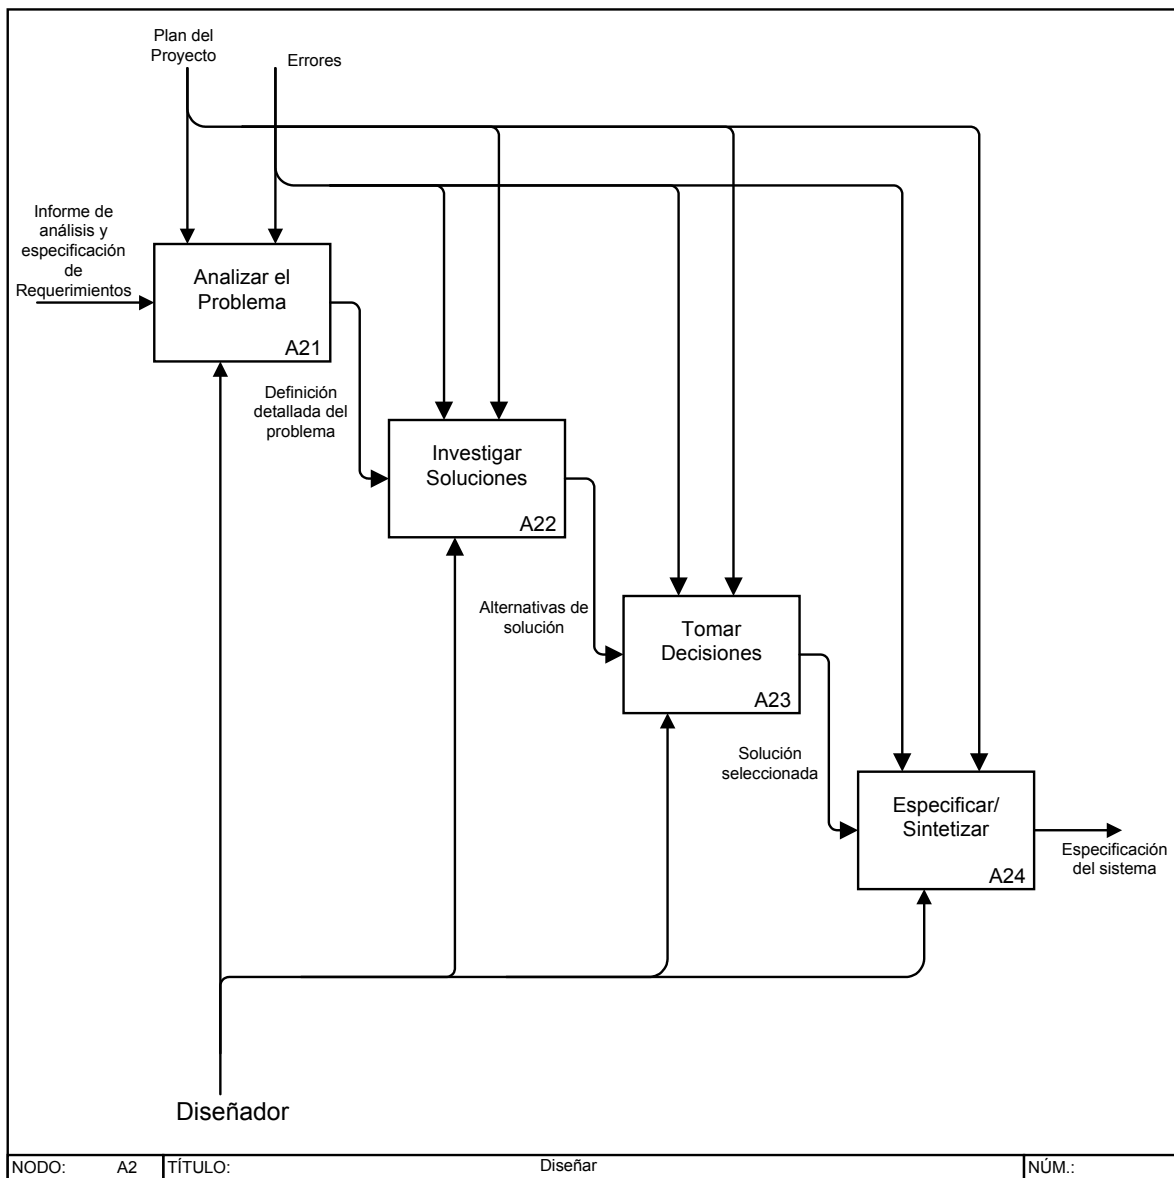 Plan del
Proyecto
Errores
Informe de
análisis y
especificación
de
Requerimientos
Analizar el
Problema
A21
Definición
detallada del
problema
Investigar
Soluciones
A22
Alternativas de
solución
Tomar
Decisiones
A23
Solución
seleccionada
Especificar/
Sintetizar
A24
Especificación
del sistema
Diseñador
NODO: A2 TÍTULO: Diseñar NÚM.: